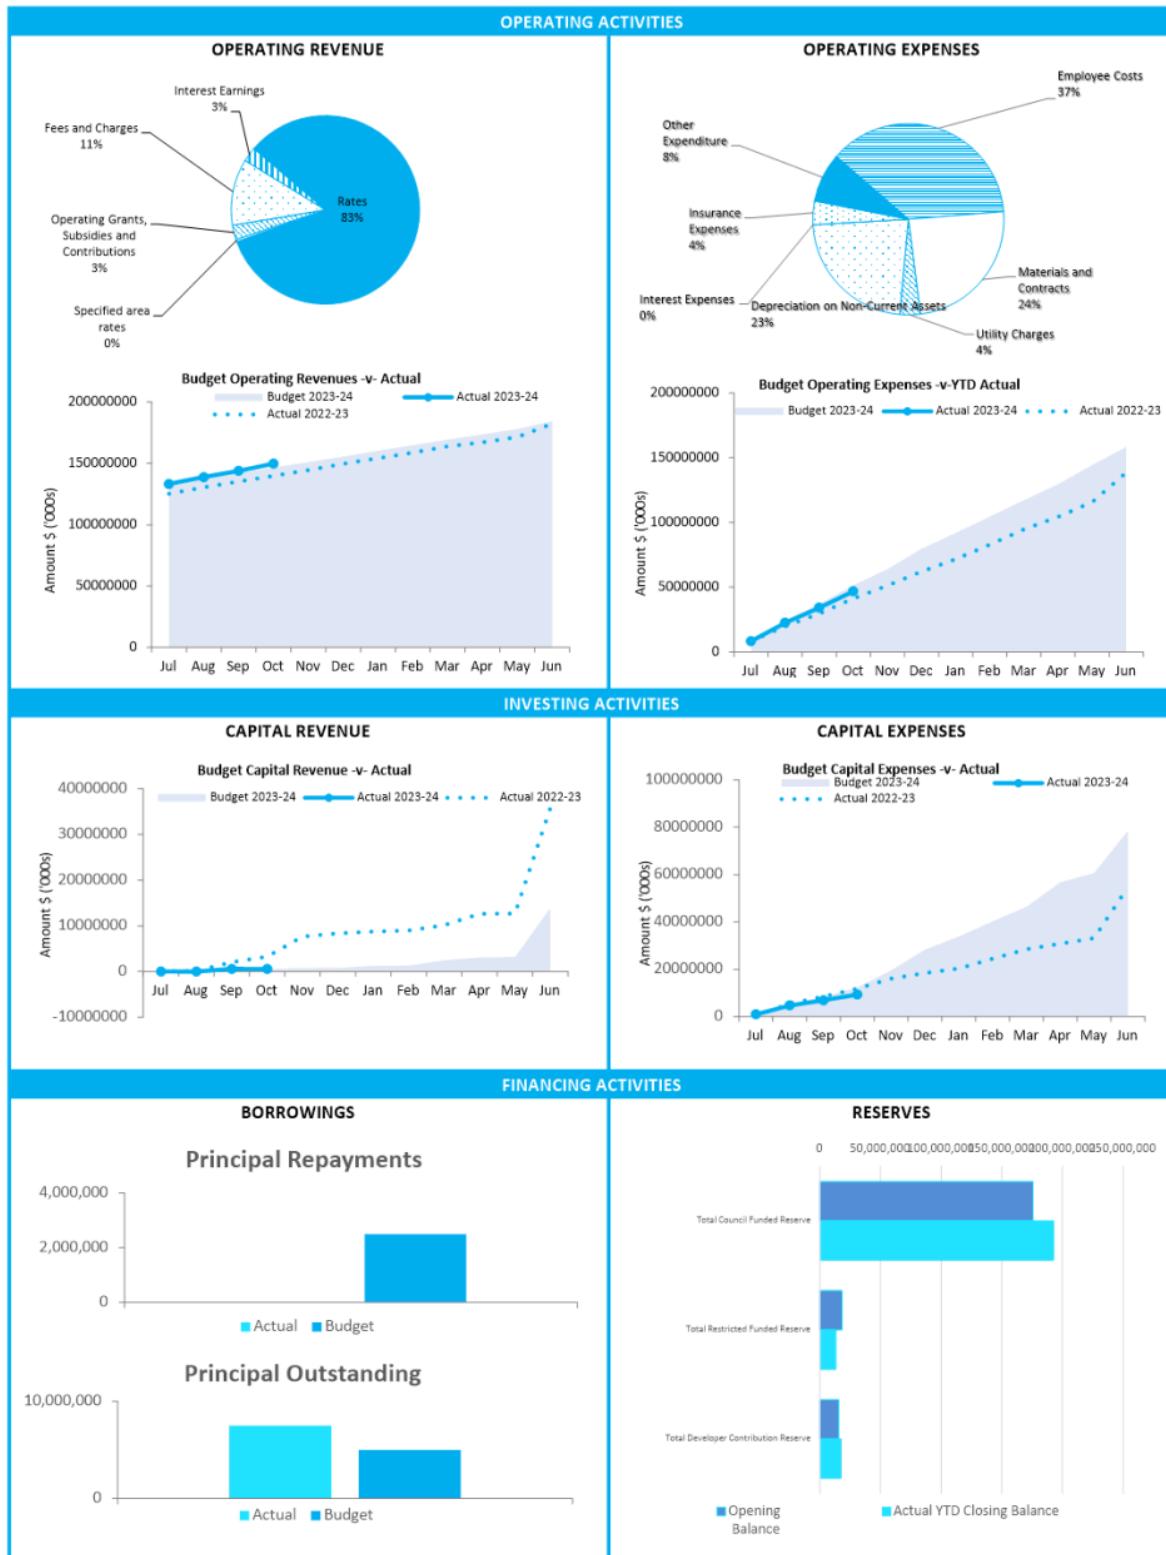 OPERATING ACTIVITIES
OPERATING REVENUE
Interest Earnings
3%
Fees and Charges
11%
Rates
83%
Operating Grants,
Subsidies and
Contributions
3%
Specified area
rates
0%
OPERATING EXPENSES
Employee Costs
37%
Other
Expenditure
8%
Insurance
Expenses
4%
Materials and
Contracts
24%
Interest Expenses
0%
Depreciation on Non-Current Assets
23%
Utility Charges
4%
Budget Operating Revenues -v- Actual
Budget 2023-24
Actual 2023-24
Actual 2022-23
Amount $ ('000s)
200000000
150000000
100000000
50000000
0
Jul Aug Sep Oct Nov Dec Jan Feb Mar Apr May Jun
Budget Operating Expenses -v-YTD Actual
Budget 2023-24
Actual 2023-24
Actual 2022-23
Amount $ ('000s)
200000000
150000000
100000000
50000000
0
Jul Aug Sep Oct Nov Dec Jan Feb Mar Apr May Jun
INVESTING ACTIVITIES
CAPITAL REVENUE
Budget Capital Revenue -v- Actual
Budget 2023-24
Actual 2023-24
Actual 2022-23
Amount $ ('000s)
40000000
30000000
20000000
10000000
0
-10000000
Jul Aug Sep Oct Nov Dec Jan Feb Mar Apr May Jun
CAPITAL EXPENSES
Budget Capital Expenses -v- Actual
Budget 2023-24
Actual 2023-24
Actual 2022-23
Amount $ ('000s)
100000000
80000000
60000000
40000000
20000000
0
Jul Aug Sep Oct Nov Dec Jan Feb Mar Apr May Jun
FINANCING ACTIVITIES
BORROWINGS
Principal Repayments
4,000,000
2,000,000
0
Actual
Budget
Principal Outstanding
10,000,000
0
Actual
Budget
RESERVES
0 50,000,000 100,000,000 150,000,000 200,000,000 250,000,000
Total Council Funded Reserve
Total Restricted Funded Reserve
Total Developer Contribution Reserve
Opening
Balance
Actual YTD Closing Balance